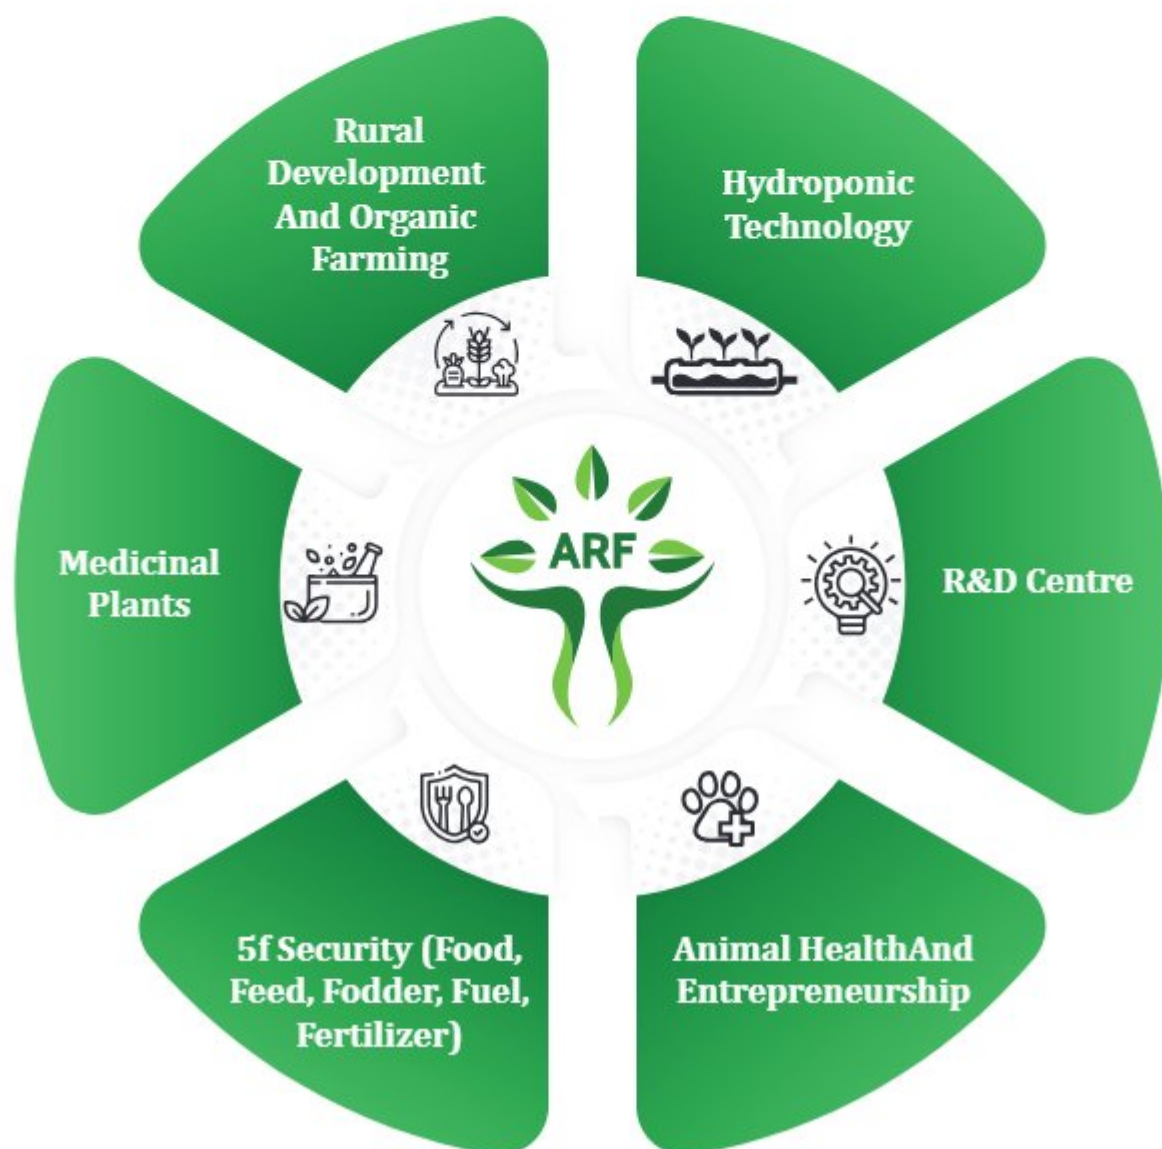 Rural
Development
And Organic
Farming
Hydroponic
Technology
Medicinal
Plants
ARF
R&D Centre
5f Security (Food,
Feed, Fodder, Fuel,
Fertilizer)
Animal HealthAnd
Entrepreneurship